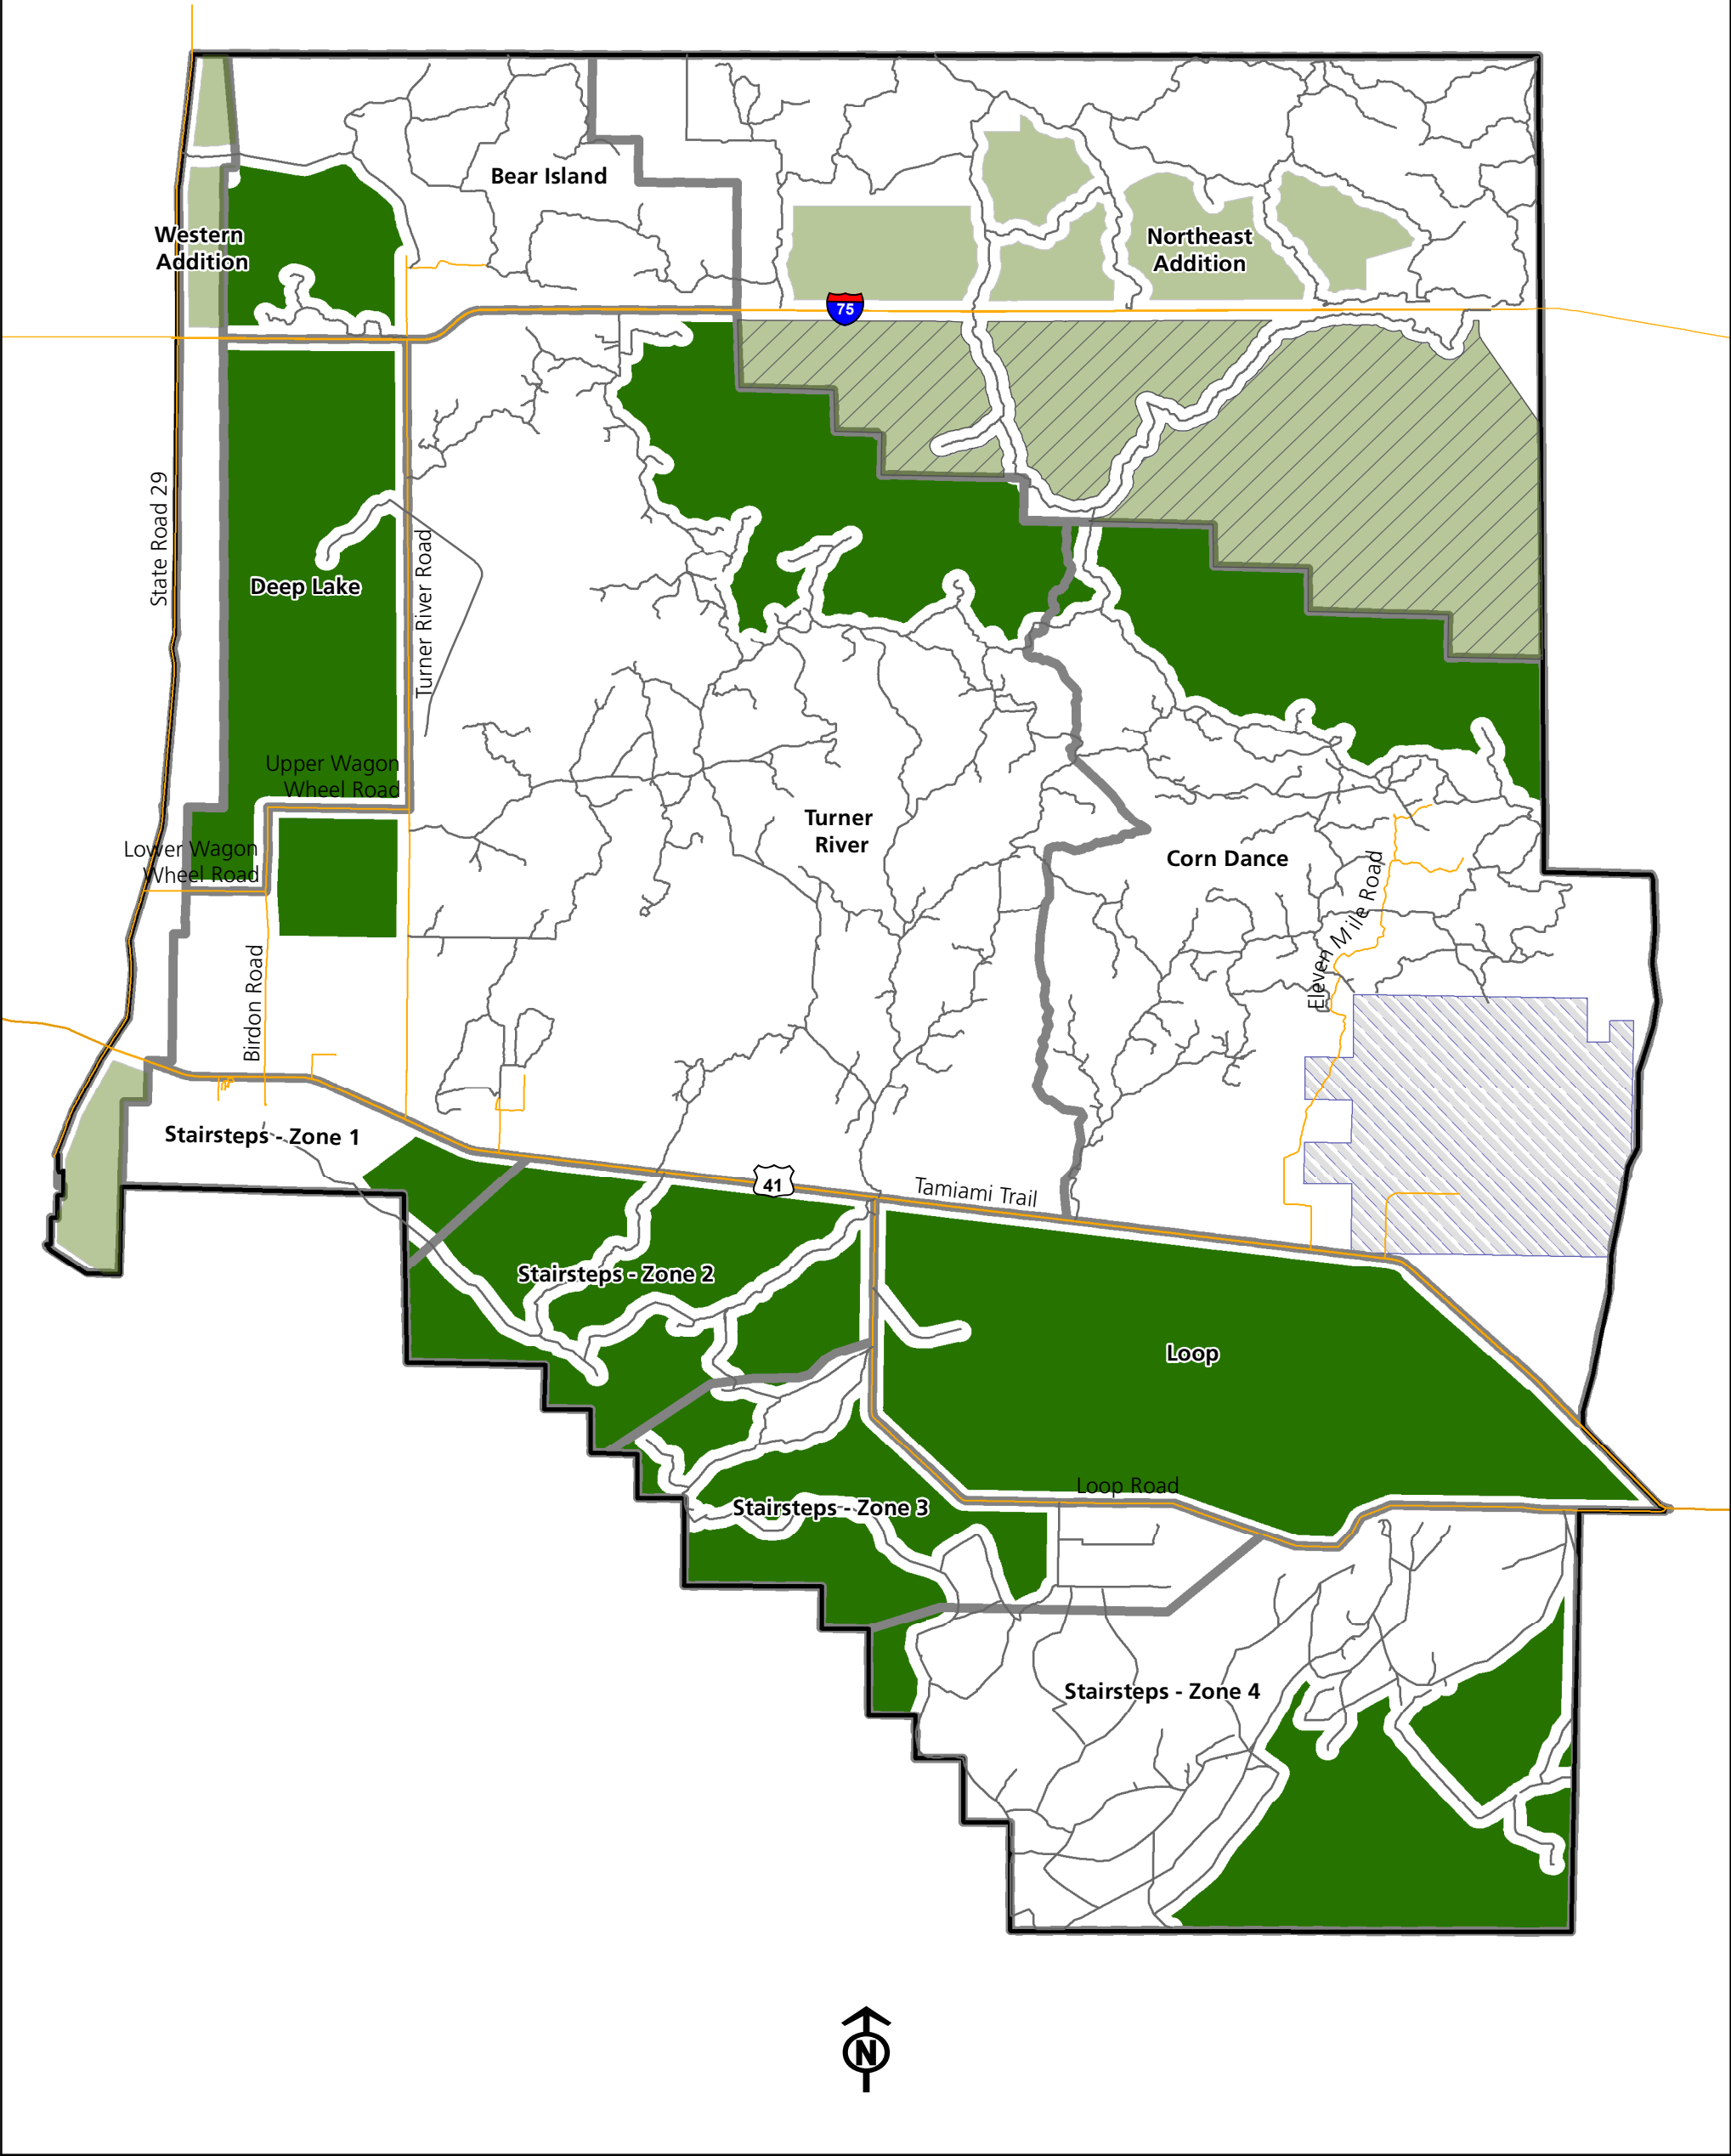 Bear Island
Western
Addition
Northeast
Addition
75
State Road 29
Deep Lake
Turner River Road
Upper Wagon
Wheel Road
Turner
River
Lower Wagon
Wheel Road
Corn Dance
Eleven Mile Road
Birdon Road
Stairsteps - Zone 1
41
Tamiami Trail
Stairsteps - Zone 2
Loop
Loop Road
Stairsteps - Zone 3
Stairsteps - Zone 4
N